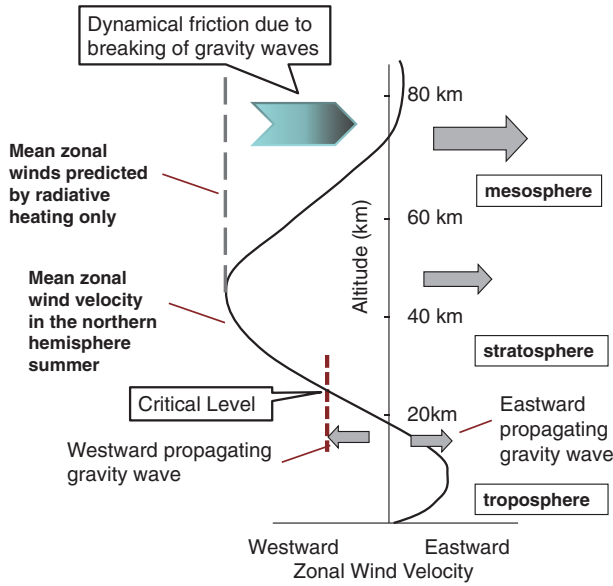 Dynamical friction due to
breaking of gravity waves
80 km
Mean zonal
winds predicted
by radiative
heating only
mesosphere
60 km
Altitude (km)
Mean zonal
wind velocity
in the northern
hemisphere
summer
40 km
stratosphere
Critical Level
20km
Eastward
propagating
gravity wave
Westward propagating
gravity wave
troposphere
Westward
Eastward
Zonal Wind Velocity